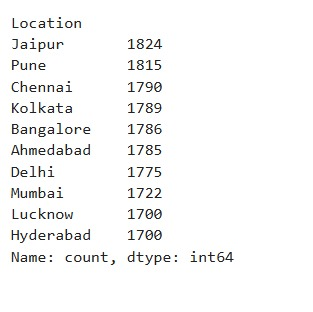 Location
Jaipur 1824
Pune 1815
Chennai 1790
Kolkata 1789
Bangalore 1786
Ahmedabad 1785
Delhi 1775
Mumbai 1722
Lucknow 1700
Hyderabad 1700
Name: count, dtype: int64